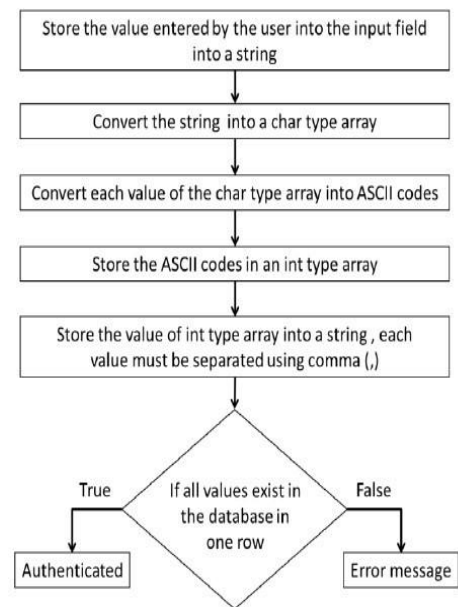 Store the value entered by the user into the input field
into a string
Convert the string into a char type array
Convert each value of the char type array into ASCII codes
Store the ASCII codes in an int type array
Store the value of int type array into a string , each
value must be separated using comma (,)
If all values exist in
the database in
one row
True
False
Authenticated
Error message